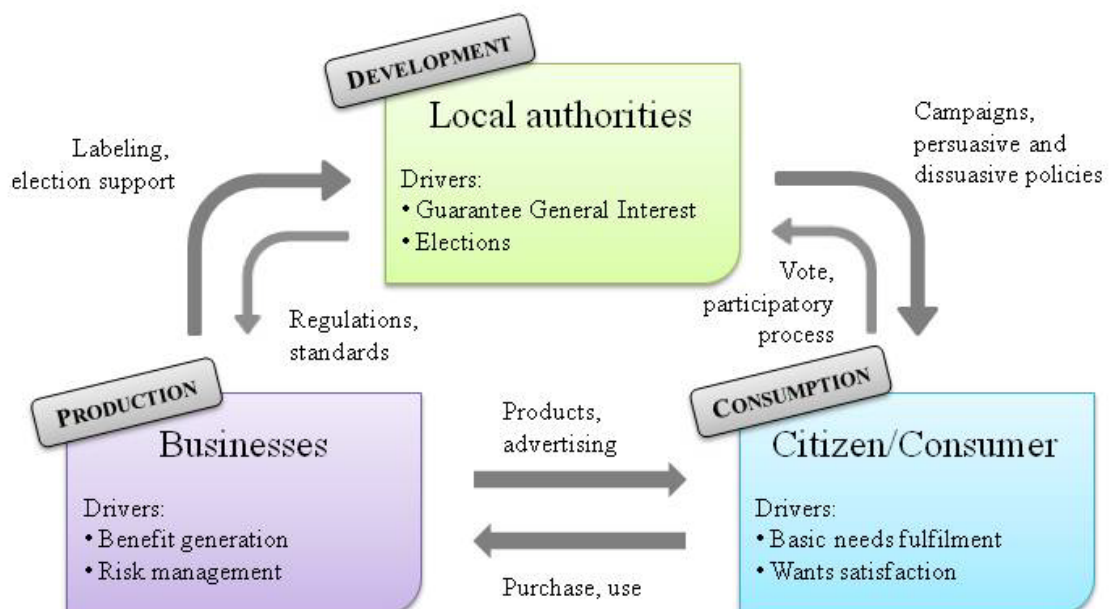 DEVELOPMENT
Local authorities
Drivers:
• Guarantee General Interest
• Elections
Labeling,
election support
Campaigns,
persuasive and
dissuasive policies
Regulations,
standards
Vote,
participatory
process
PRODUCTION
Businesses
Drivers:
• Benefit generation
• Risk management
Products,
advertising
Purchase, use
CONSUMPTION
Citizen/Consumer
Drivers:
• Basic needs fulfilment
• Wants satisfaction